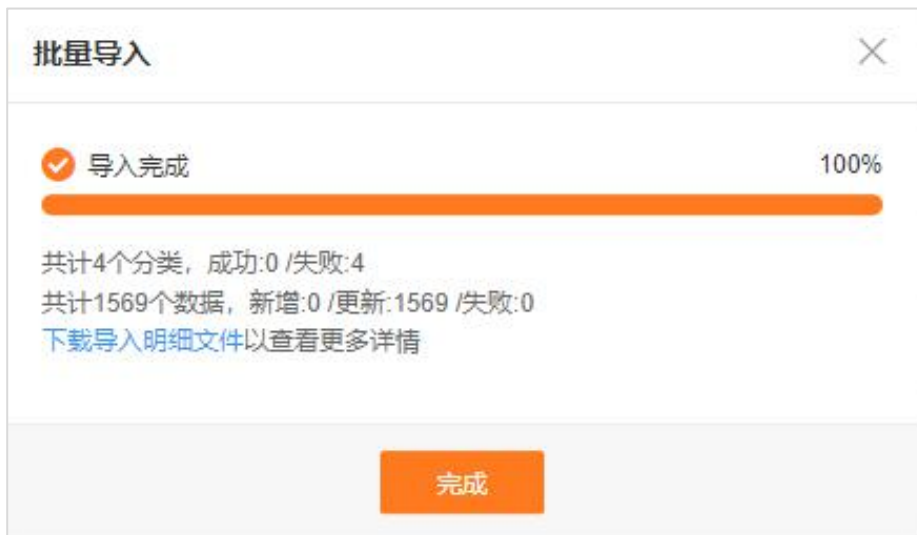 批量导入
导入完成 100%
共计4个分类，成功:0 /失败:4
共计1569个数据，新增:0 /更新:1569 /失败:0
下载导入明细文件以查看更多详情
完成